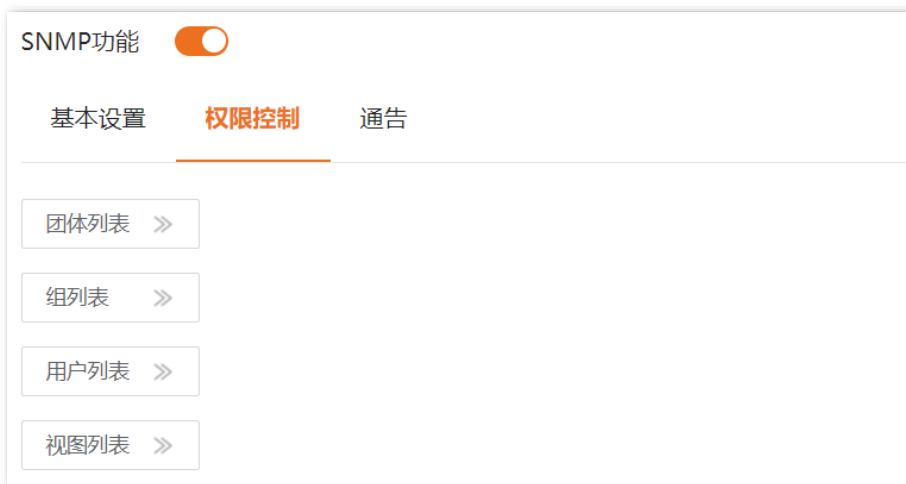 SNMP功能
基本设置 权限控制 通告
团体列表
组列表
用户列表
视图列表